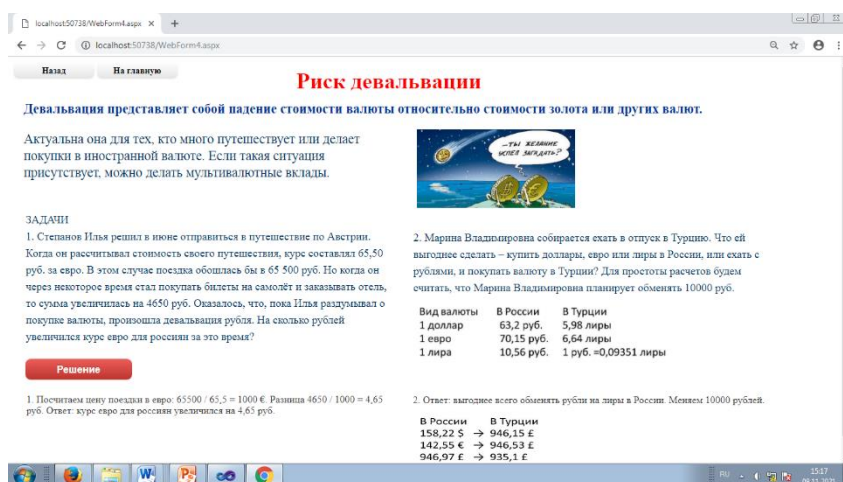 localhost:50738/WebForm4.aspx
localhost:50738/WebForm4.aspx
Назад
На главную
Риск девальвации
Девальвация представляет собой падение стоимости валюты относительно стоимости золота или других валют.
Актуальна она для тех, кто много путешествует или делает
покупки в иностранной валюте. Если такая ситуация
присутствует, можно делать мультивалютные вклады.
–ТЫ ЖЕЛАНИЕ
УСПЕЛ ЗАГАДАТЬ?
ЗАДАЧИ
1. Степанов Илья решил в июне отправиться в путешествие по Австрии.
Когда он рассчитывал стоимость своего путешествия, курс составлял 65,50
руб. за евро. В этом случае поездка обошлась бы в 65 500 руб. Но когда он
через некоторое время стал покупать билеты на самолёт и заказывать отель,
то сумма увеличилась на 4650 руб. Оказалось, что, пока Илья раздумывал о
покупке валюты, произошла девальвация рубля. На сколько рублей
увеличился курс евро для россиян за это время?
2. Марина Владимировна собирается ехать в отпуск в Турцию. Что ей
выгоднее сделать – купить доллары, евро или лиры в России, или ехать с
рублями, и покупать валюту в Турции? Для простоты расчетов будем
считать, что Марина Владимировна планирует обменять 10000 руб.
Вид валюты В России В Турции
1 доллар 63,2 руб. 5,98 лиры
1 евро 70,15 руб. 6,64 лиры
1 лира 10,56 руб. 1 руб. =0,09351 лиры
Решение
1. Посчитаем цену поездки в евро: 65500 / 65,5 = 1000 €. Разница 4650 / 1000 = 4,65
руб. Ответ: курс евро для россиян увеличился на 4,65 руб.
2. Ответ: выгоднее всего обменять рубли на лиры в России. Меняем 10000 рублей.
В России В Турции
158,22 $ → 946,15 £
142,55 € → 946,53 £
946,97 £ → 935,1 £
RU
15:17
08.11.2021